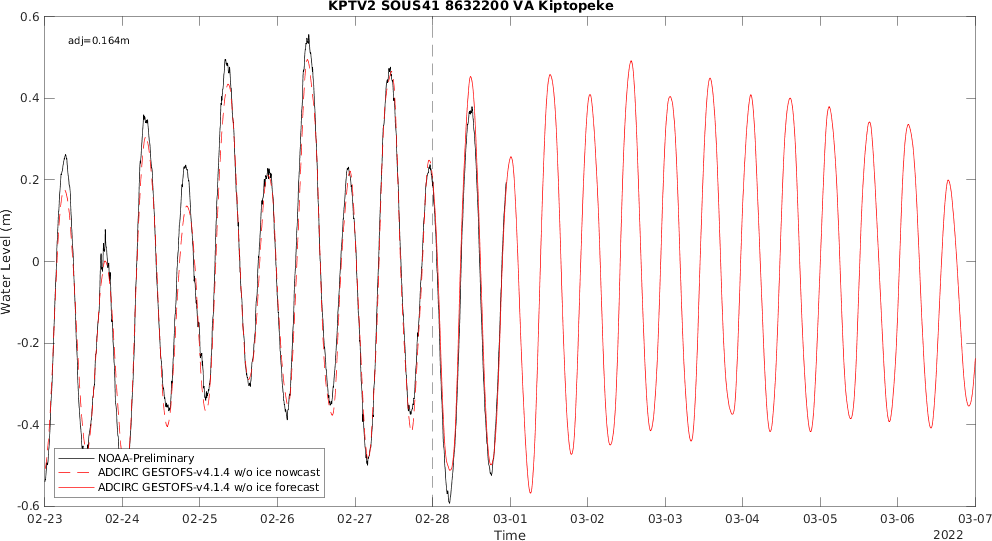 KPTV2 SOUS41 8632200 VA Kiptopeke
adj=0.164m
0.6
0.4
0.2
0
-0.2
-0.4
-0.6
Water Level (m)
NOAA-Preliminary
ADCIRC GESTOFS-v4.1.4 w/o ice nowcast
ADCIRC GESTOFS-v4.1.4 w/o ice forecast
02-23 02-24 02-25 02-26 02-27 02-28 03-01 03-02 03-03 03-04 03-05 03-06 03-07
Time
2022